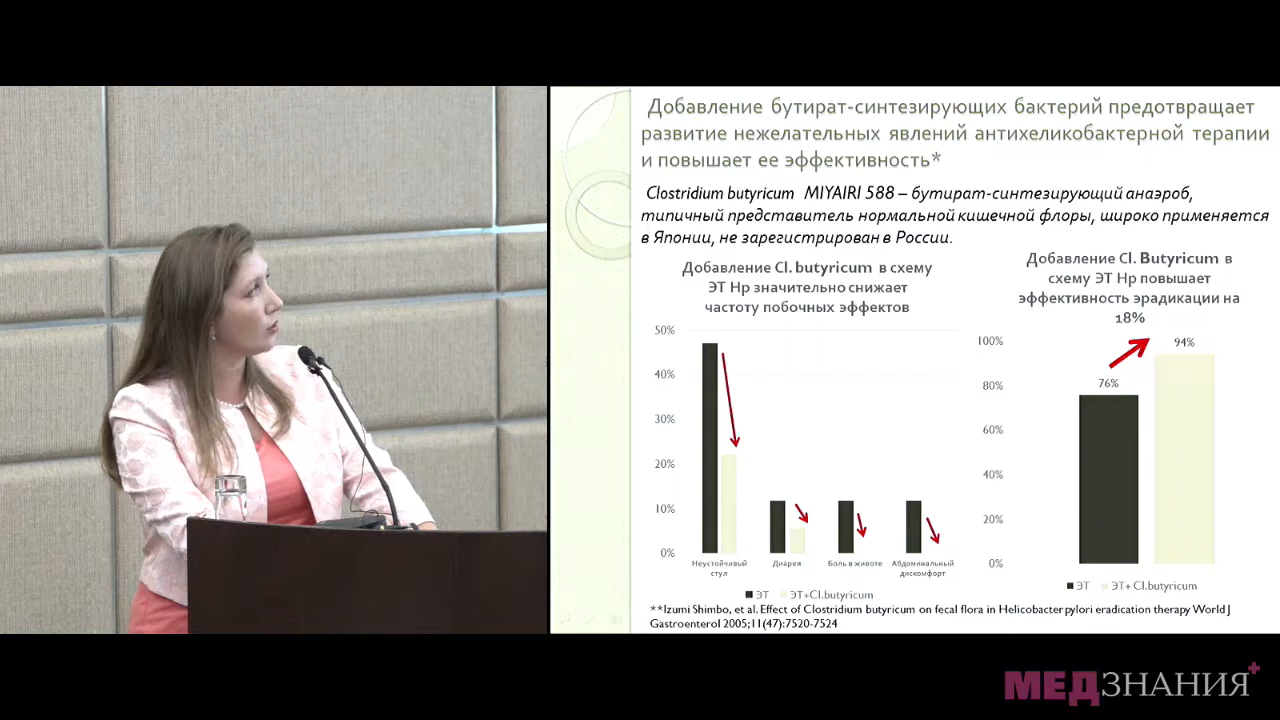 Добавление бутират-синтезирующих бактерий предотвращает
развитие нежелательных явлений антихеликобактерной терапии
и повышает ее эффективность*
Clostridium butyricum MIYAIRI 588 – бутират-синтезирующий анаэроб,
типичный представитель нормальной кишечной флоры, широко применяется
в Японии, не зарегистрирован в России.
Добавление Cl. butyricum в схему
ЭТ Нр значительно снижает
частоту побочных эффектов
50%
40%
30%
20%
10%
0%
Неустойчивый
стул
Диарея
Боль в животе
Абдоминальный
дискомфорт
ЭТ
ЭТ+Cl.butyricum
Добавление Cl. Butyricum в
схему ЭТ Нр повышает
эффективность эрадикации на
18%
100%
80%
60%
40%
20%
0%
76%
94%
ЭТ
ЭТ+ Cl.butyricum
**Izumi Shimbo, et al. Effect of Clostridium butyricum on fecal flora in Helicobacter pylori eradication therapy World J
Gastroenterol 2005;11(47):7520-7524
МЕДЗНАНИЯ+